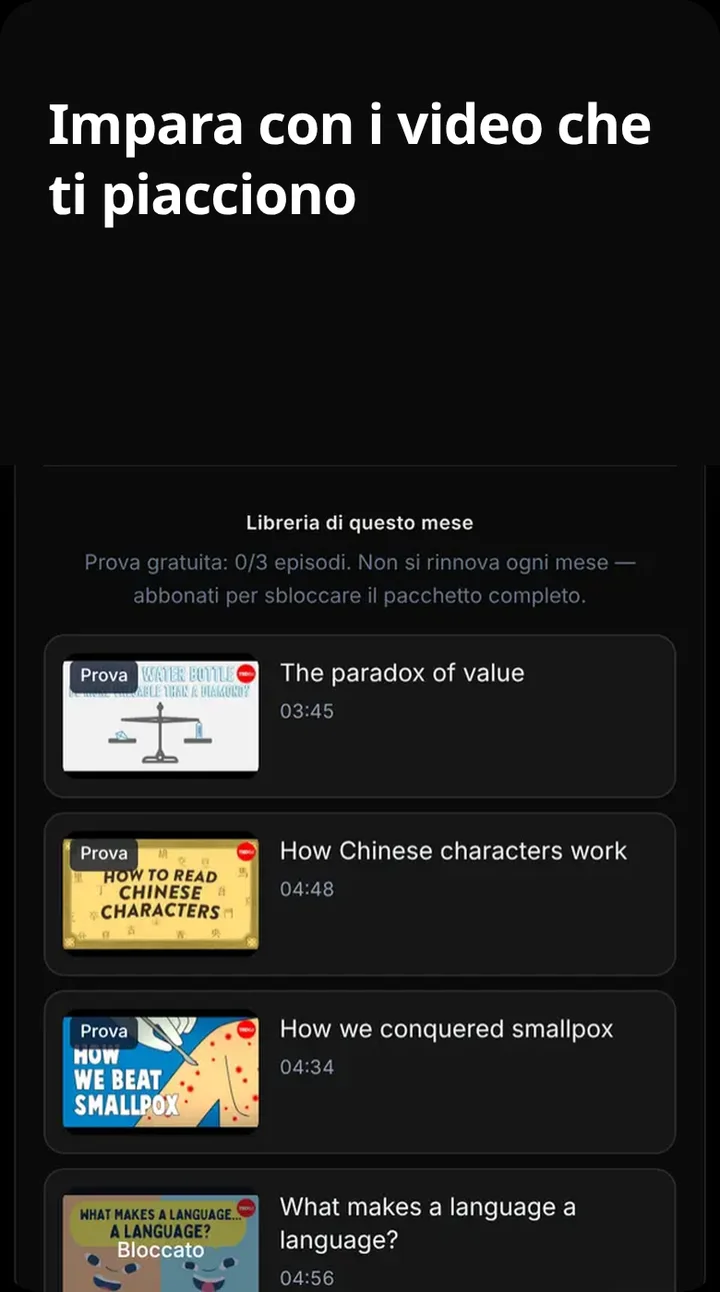 Impara con i video che
ti piacciono
Libreria di questo mese
Prova gratuita: 0/3 episodi. Non si rinnova ogni mese —
abbonati per sbloccare il pacchetto completo.
Prova
WATER BOTTLE
THAN A DIAMOND?
The paradox of value
03:45
Prova
HOW TO READ
CHINESE
CHARACTERS
How Chinese characters work
04:48
Prova
HOW
WE BEAT
SMALLPOX
How we conquered smallpox
04:34
WHAT MAKES A LANGUAGE...
A LANGUAGE?
Bloccato
What makes a language a
language?
04:56